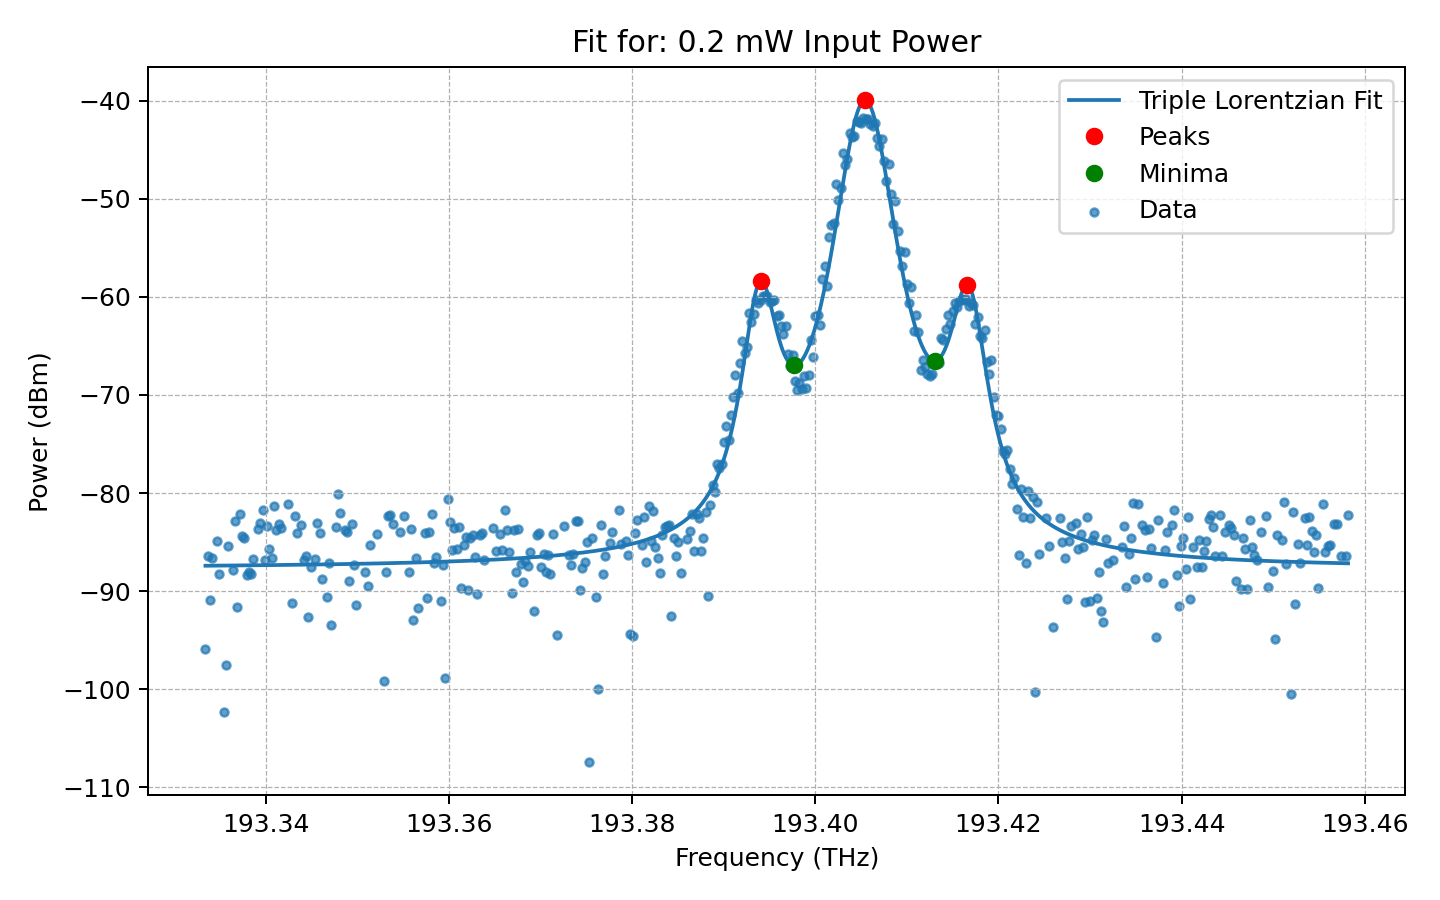 Fit for: 0.2 mW Input Power
Triple Lorentzian Fit
Peaks
Minima
Data
Power (dBm)
−40
−50
−60
−70
−80
−90
−100
−110
193.34 193.36 193.38 193.40 193.42 193.44 193.46
Frequency (THz)